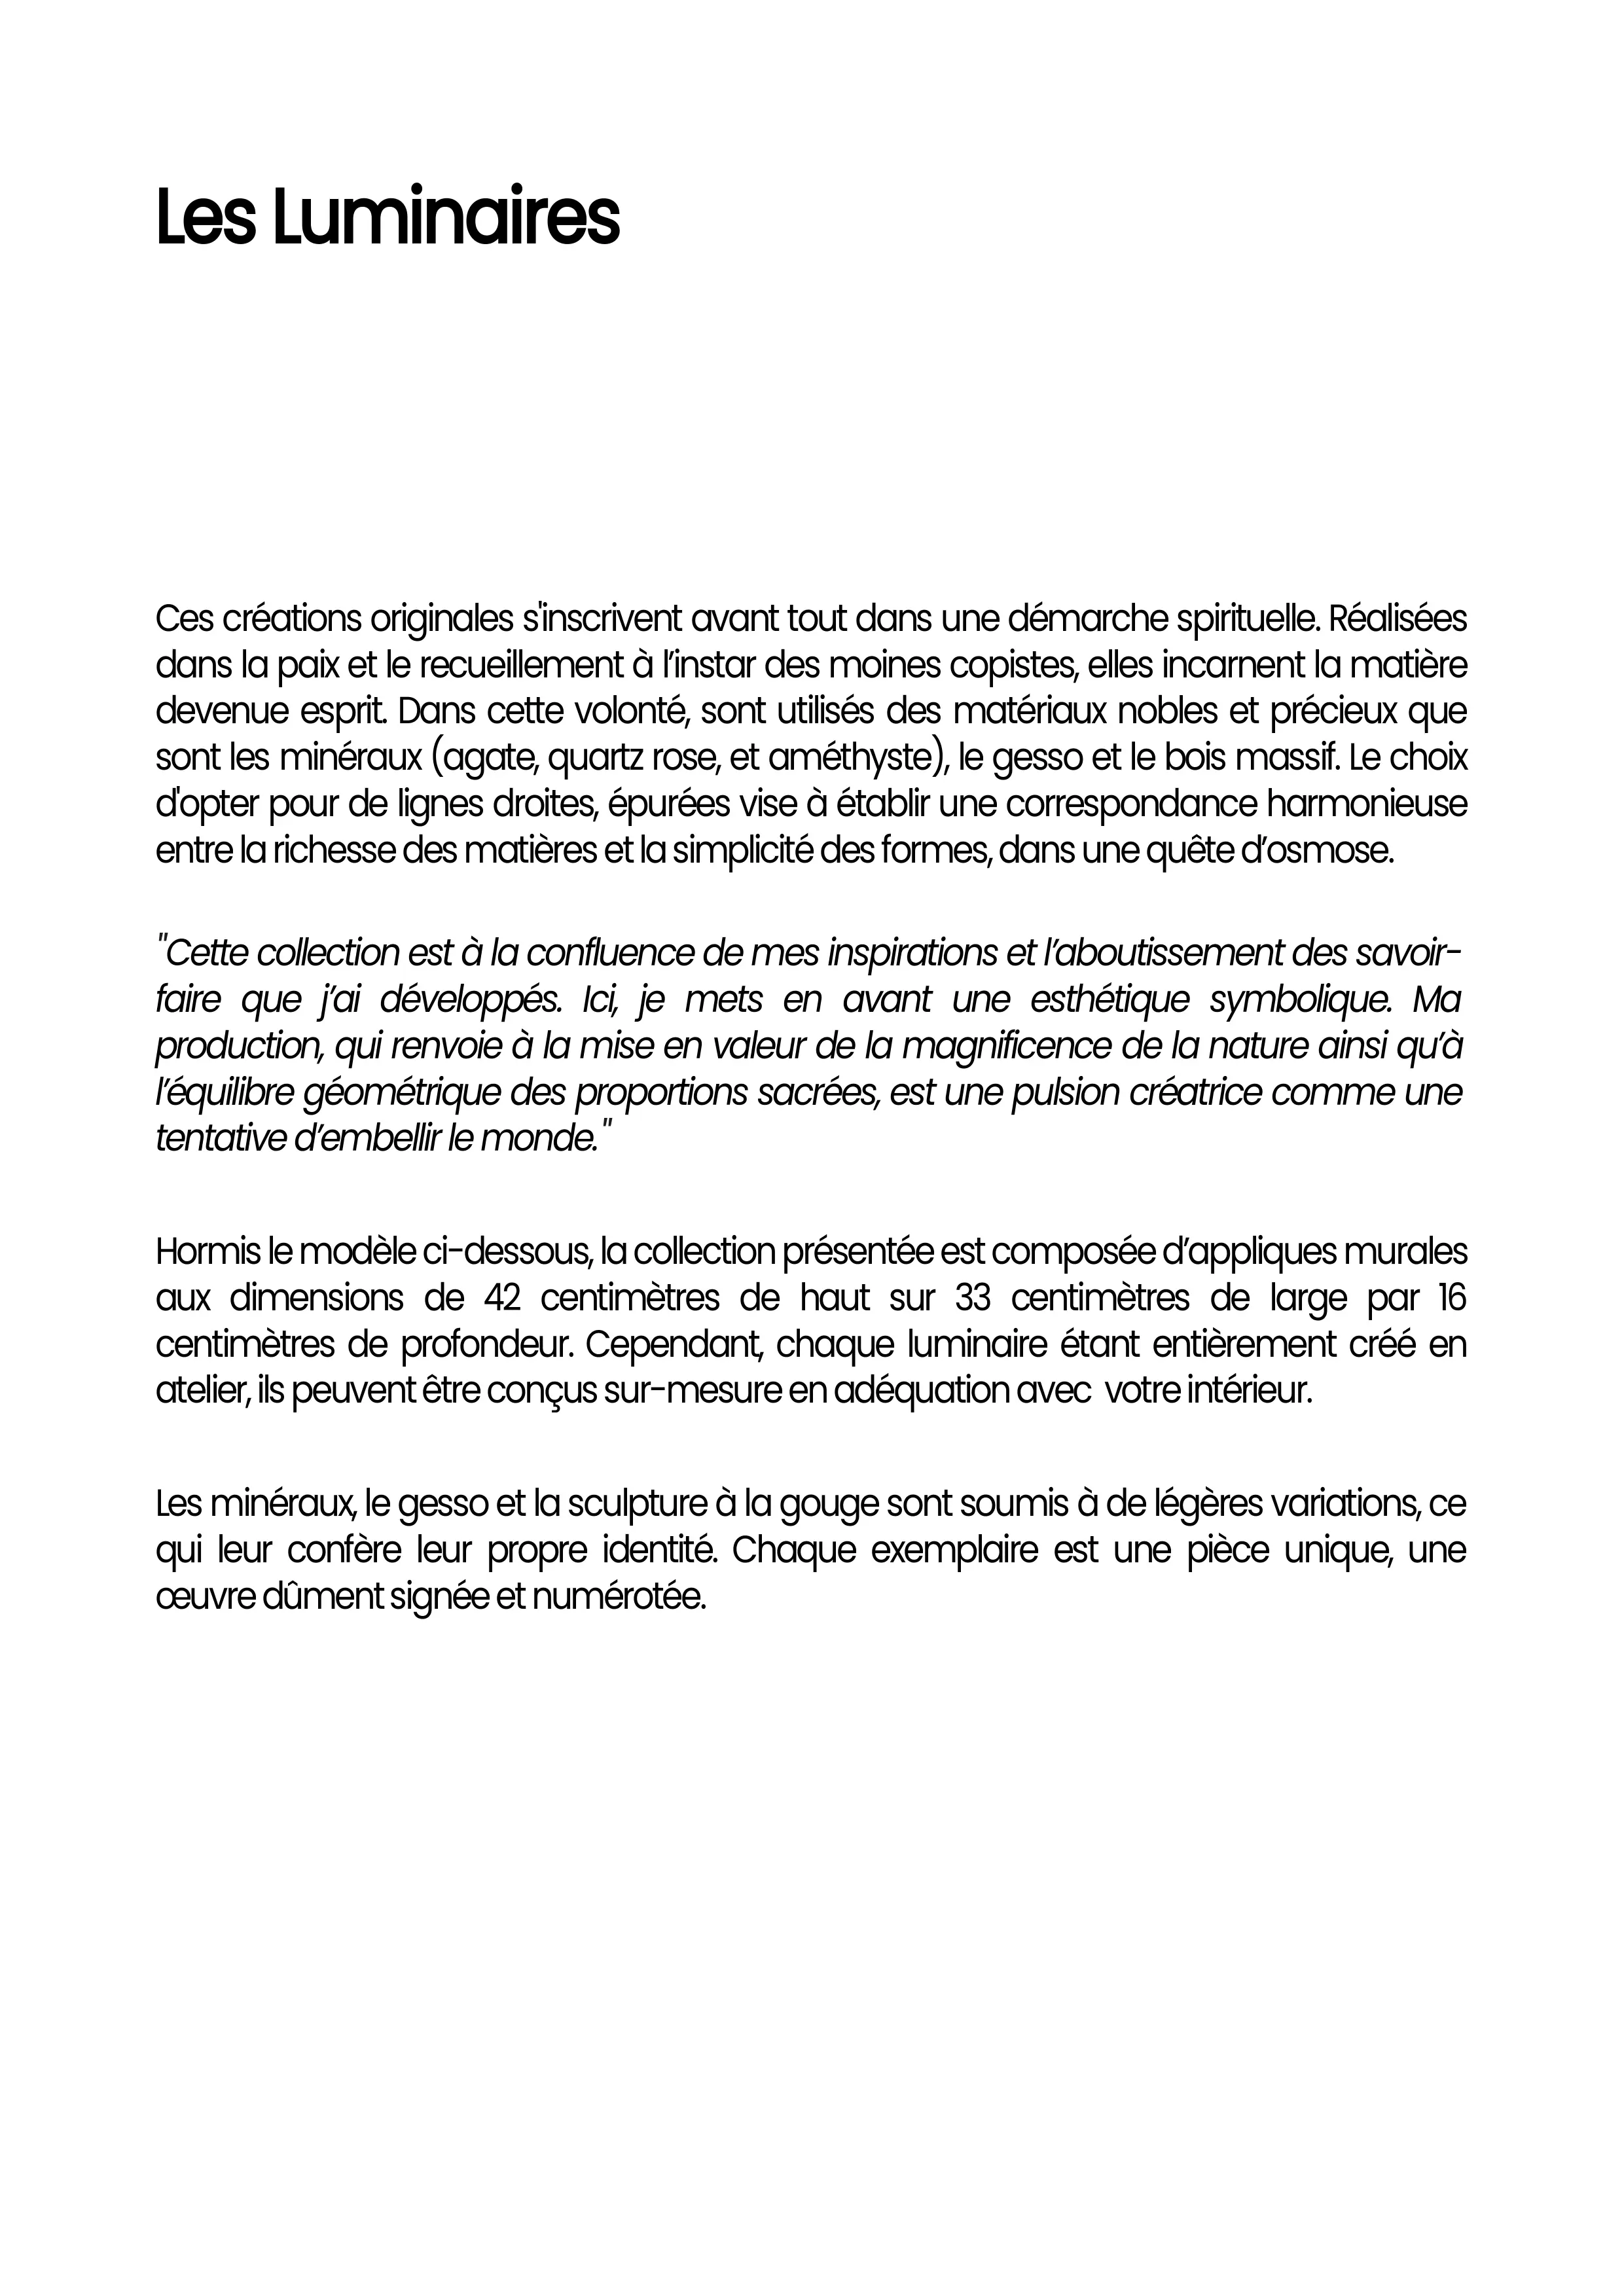 Les Luminaires
Ces créations originales s'inscrivent avant tout dans une démarche spirituelle. Réalisées
dans la paix et le recueillement à l’instar des moines copistes, elles incarnent la matière
devenue esprit. Dans cette volonté, sont utilisés des matériaux nobles et précieux que
sont les minéraux (agate, quartz rose, et améthyste), le gesso et le bois massif. Le choix
d'opter pour de lignes droites, épurées vise à établir une correspondance harmonieuse
entre la richesse des matières et la simplicité des formes, dans une quête d’osmose.
"Cette collection est à la confluence de mes inspirations et l’aboutissement des savoir-
faire que j’ai développés. Ici, je mets en avant une esthétique symbolique. Ma
production, qui renvoie à la mise en valeur de la magnificence de la nature ainsi qu’à
l’équilibre géométrique des proportions sacrées, est une pulsion créatrice comme une
tentative d’embellir le monde."
Hormis le modèle ci-dessous, la collection présentée est composée d’appliques murales
aux dimensions de 42 centimètres de haut sur 33 centimètres de large par 16
centimètres de profondeur. Cependant, chaque luminaire étant entièrement créé en
atelier, ils peuvent être conçus sur-mesure en adéquation avec  votre intérieur.
Les minéraux, le gesso et la sculpture à la gouge sont soumis à de légères variations, ce
qui leur confère leur propre identité. Chaque exemplaire est une pièce unique, une
œuvre dûment signée et numérotée.